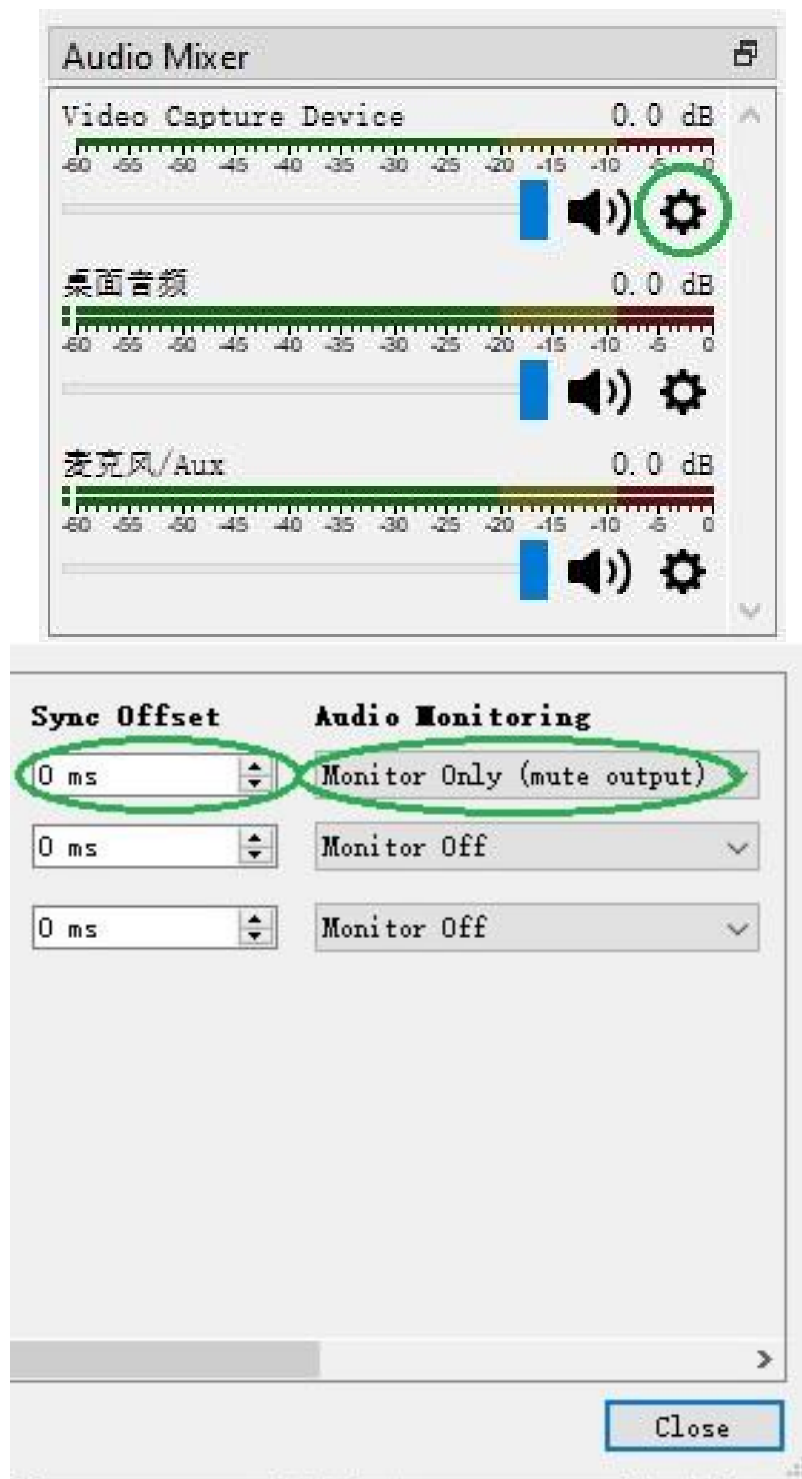 Audio Mixer
Video Capture Device 0.0 dB
-60 -55 -50 -45 -40 -35 -30 -25 -20 -15 -10 -5 0
桌面音频 0.0 dB
-60 -55 -50 -45 -40 -35 -30 -25 -20 -15 -10 -5 0
麦克风/Aux 0.0 dB
-60 -55 -50 -45 -40 -35 -30 -25 -20 -15 -10 -5 0
Sync Offset Audio Monitoring
0 ms Monitor Only (mute output)
0 ms Monitor Off
0 ms Monitor Off
Close